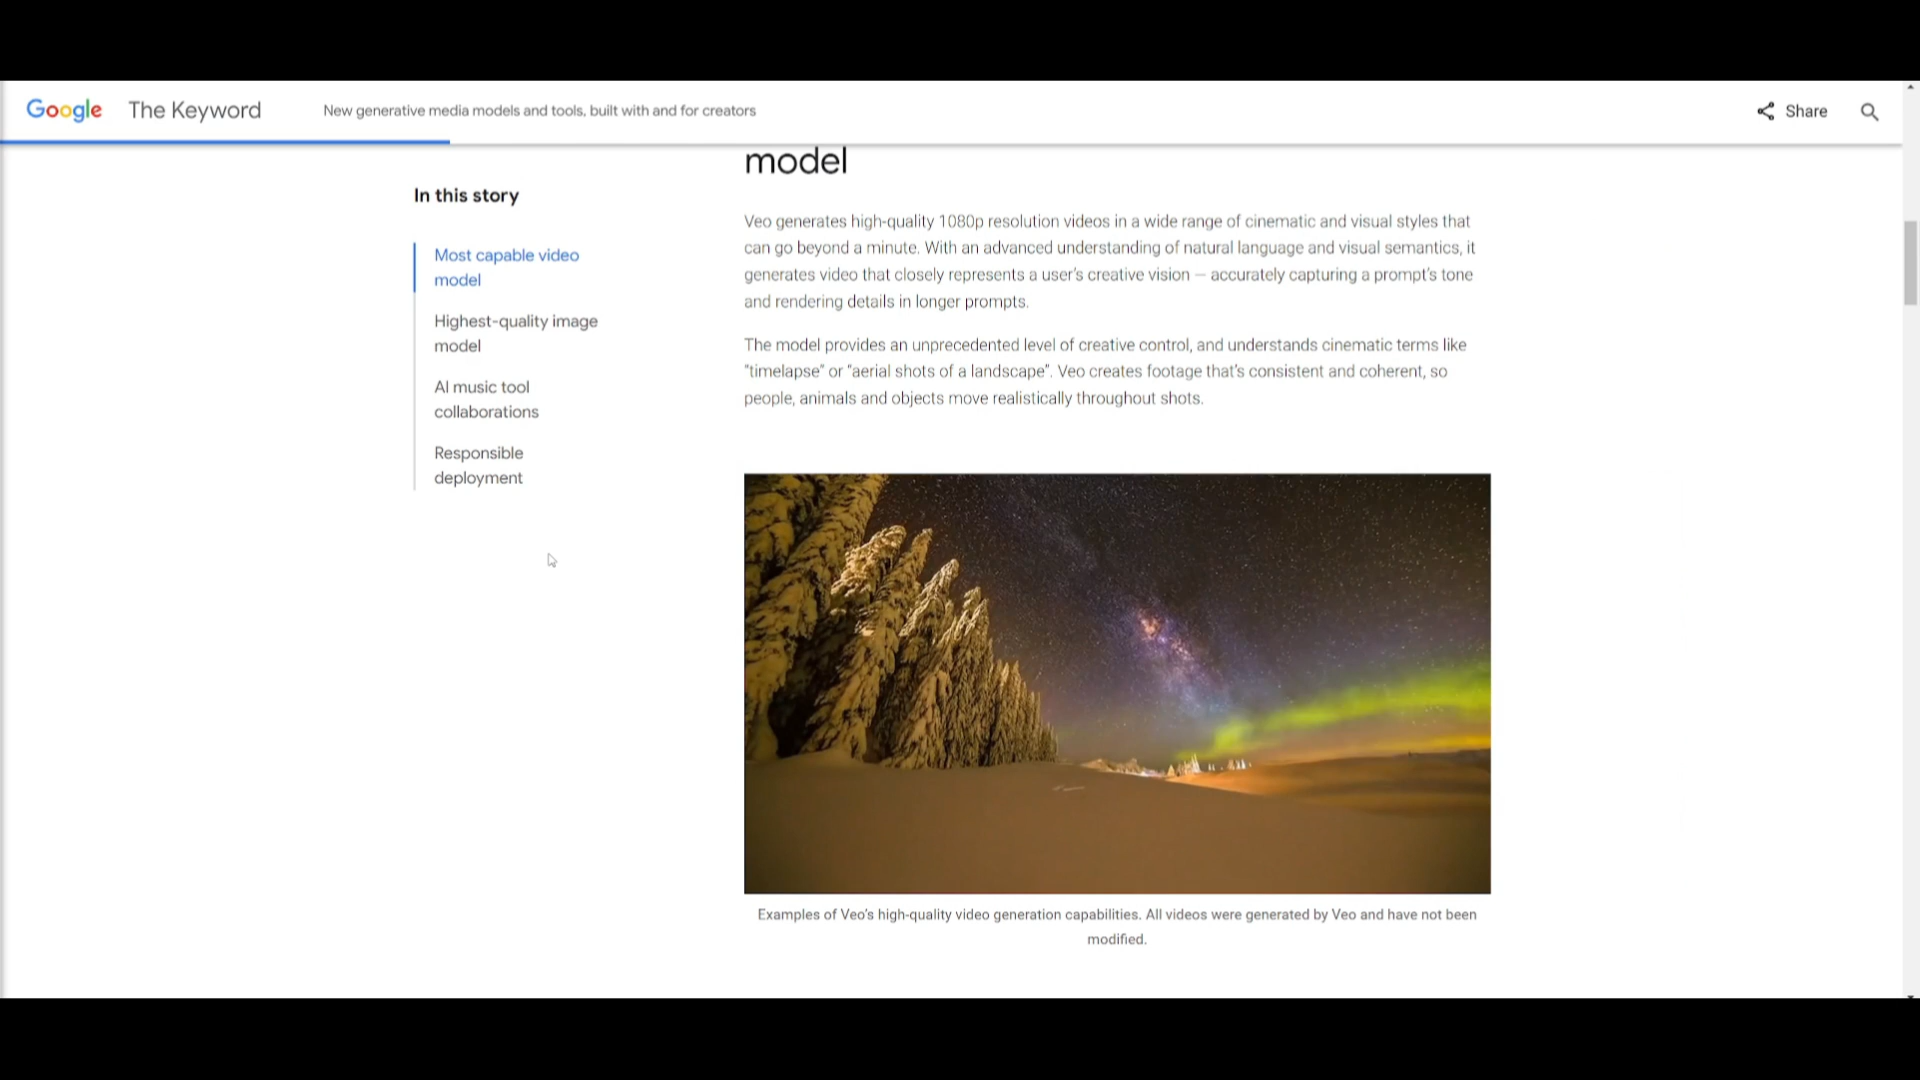 Google The Keyword New generative media models and tools, built with and for creators Share
In this story
Most capable video
model
Highest-quality image
model
AI music tool
collaborations
Responsible
deployment
model
Veo generates high-quality 1080p resolution videos in a wide range of cinematic and visual styles that
can go beyond a minute. With an advanced understanding of natural language and visual semantics, it
generates video that closely represents a user's creative vision — accurately capturing a prompt's tone
and rendering details in longer prompts.
The model provides an unprecedented level of creative control, and understands cinematic terms like
"timelapse" or "aerial shots of a landscape". Veo creates footage that's consistent and coherent, so
people, animals and objects move realistically throughout shots.
Examples of Veo's high-quality video generation capabilities. All videos were generated by Veo and have not been
modified.